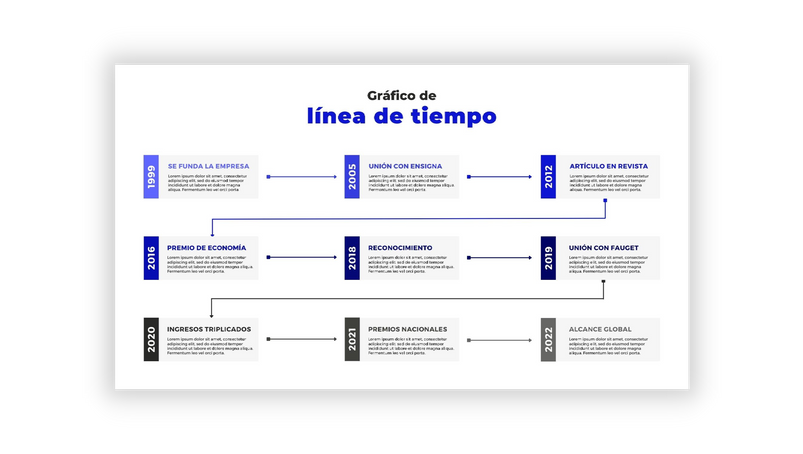 Gráfico de
línea de tiempo
1999
SE FUNDA LA EMPRESA
Lorem ipsum dolor sit amet, consectetur
adipiscing elit, sed do eiusmod tempor
incididunt ut labore et dolore magna
aliqua. Fermentum leo vel orci porta.
2005
UNIÓN CON ENSIGNA
Lorem ipsum dolor sit amet, consectetur
adipiscing elit, sed do eiusmod tempor
incididunt ut labore et dolore magna aliqua.
Fermentum leo vel orci porta.
2012
ARTÍCULO EN REVISTA
Lorem ipsum dolor sit amet, consectetur
adipiscing elit, sed do eiusmod tempor
incididunt ut labore et dolore magna
aliqua. Fermentum leo vel orci porta.
2016
PREMIO DE ECONOMÍA
Lorem ipsum dolor sit amet, consectetur
adipiscing elit, sed do eiusmod tempor
incididunt ut labore et dolore magna aliqua.
Fermentum leo vel orci porta.
2018
RECONOCIMIENTO
Lorem ipsum dolor sit amet, consectetur
adipiscing elit, sed do eiusmod tempor
incididunt ut labore et dolore magna aliqua.
Fermentum leo vel orci porta.
2019
UNIÓN CON FAUGET
Lorem ipsum dolor sit amet, consectetur
adipiscing elit, sed do eiusmod tempor
incididunt ut labore et dolore magna aliqua.
Fermentum leo vel orci porta.
2020
INGRESOS TRIPLICADOS
Lorem ipsum dolor sit amet, consectetur
adipiscing elit, sed do eiusmod tempor
incididunt ut labore et dolore magna aliqua.
Fermentum leo vel orci porta.
2021
PREMIOS NACIONALES
Lorem ipsum dolor sit amet, consectetur
adipiscing elit, sed do eiusmod tempor
incididunt ut labore et dolore magna aliqua.
Fermentum leo vel orci porta.
2022
ALCANCE GLOBAL
Lorem ipsum dolor sit amet, consectetur
adipiscing elit, sed do eiusmod tempor
incididunt ut labore et dolore magna aliqua.
Fermentum leo vel orci porta.